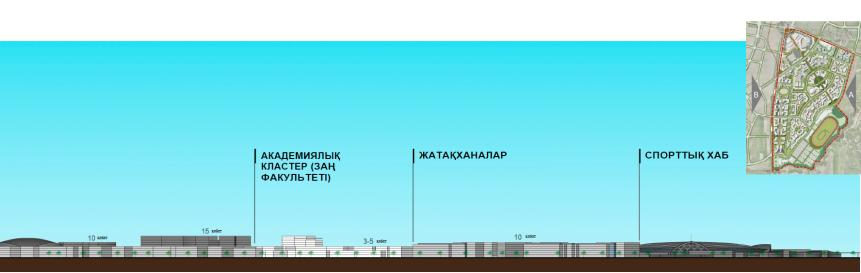 АКАДЕМИЯЛЫҚ
КЛАСТЕР (ЗАҢ
ФАКУЛЬТЕТІ)
ЖАТАҚХАНАЛАР
СПОРТТЫҚ ХАБ
10 қабат
15 қабат
3-5 қабат
10 қабат
B
A